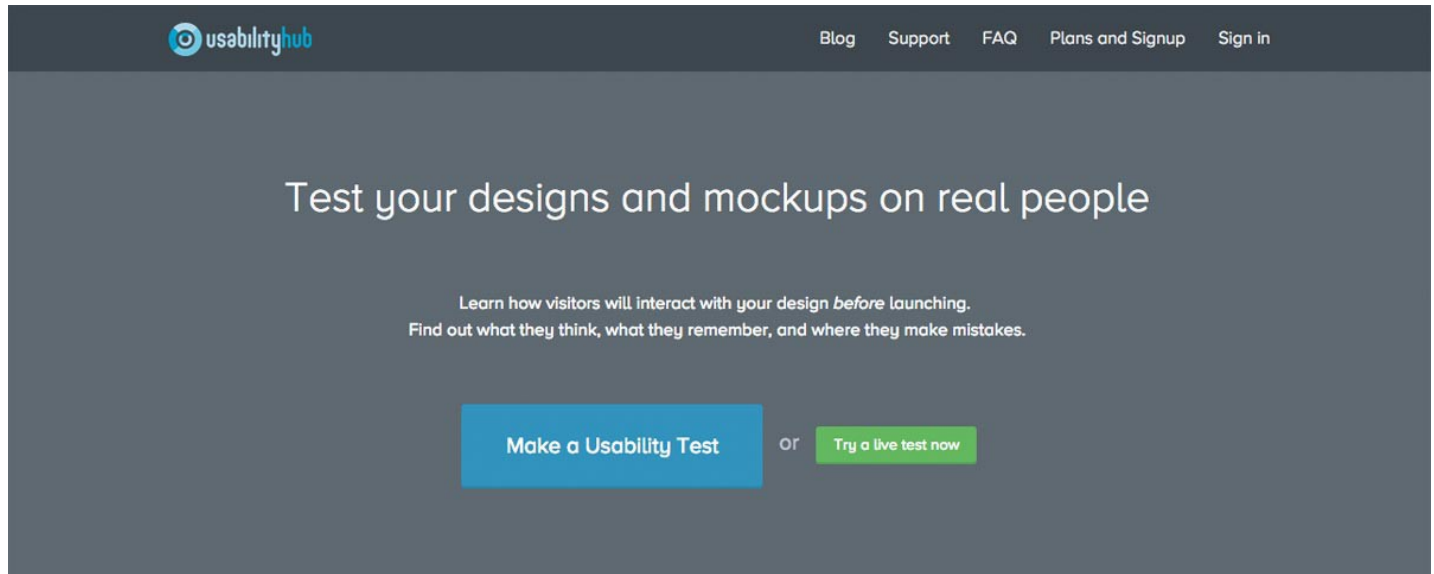 usabilityhub
Blog Support FAQ Plans and Signup Sign in
Test your designs and mockups on real people
Learn how visitors will interact with your design before launching.
Find out what they think, what they remember, and where they make mistakes.
Make a Usability Test or Try a live test now